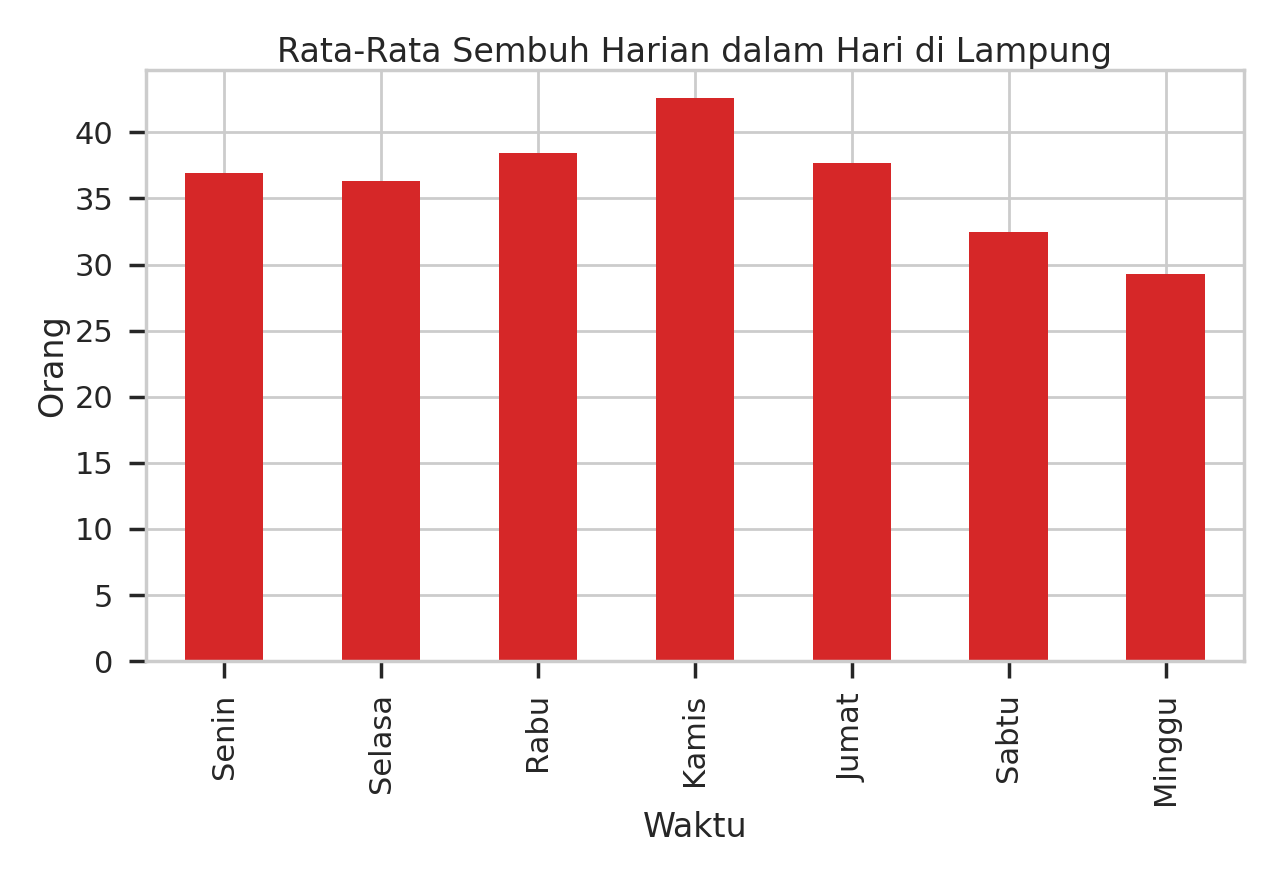 Rata-Rata Sembuh Harian dalam Hari di Lampung
Orang
40
35
30
25
20
15
10
5
0
Senin
Selasa
Rabu
Kamis
Jumat
Sabtu
Minggu
Waktu